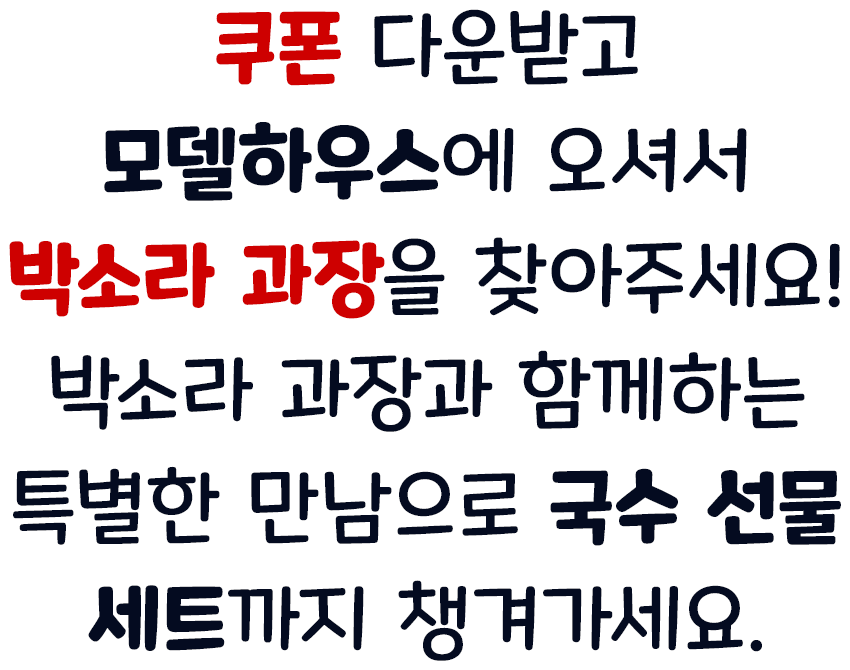 쿠폰 다운받고
모델하우스에 오셔서
박소라 과장을 찾아주세요!
박소라 과장과 함께하는
특별한 만남으로 국수 선물
세트까지 챙겨가세요.